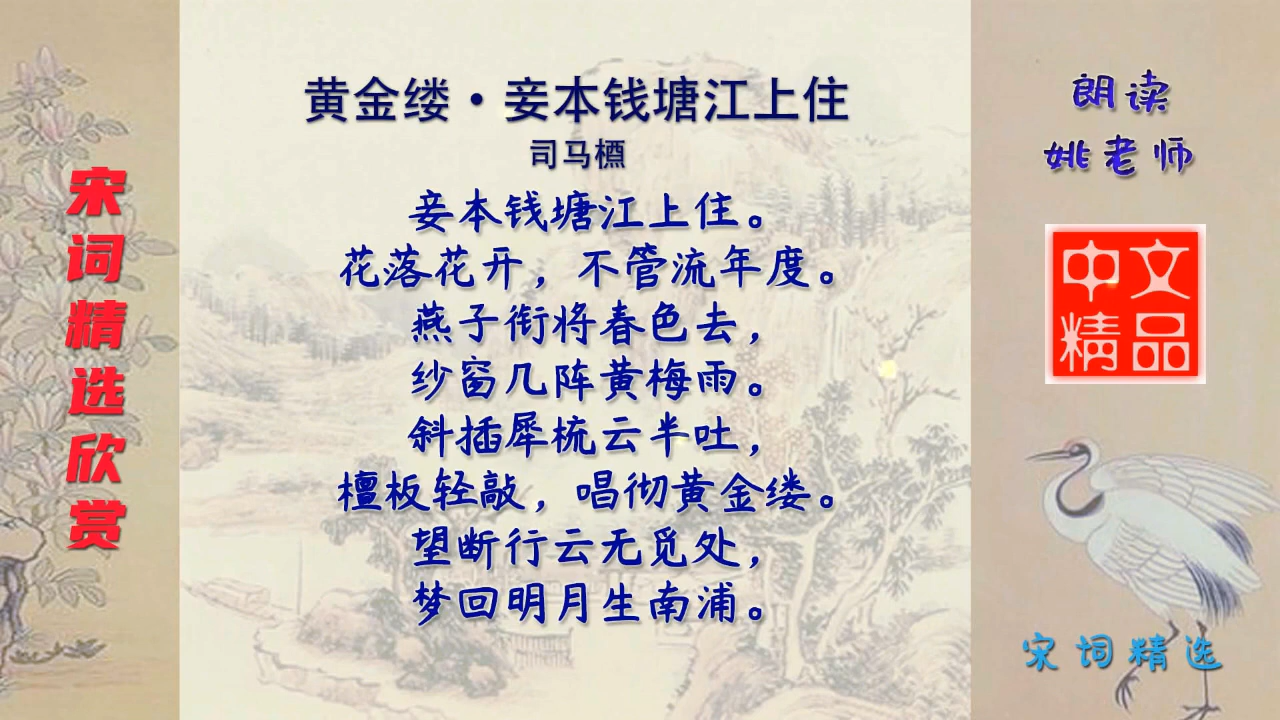 宋词精选欣赏
黄金缕·妾本钱塘江上住
司马槱
妾本钱塘江上住。
花落花开，不管流年度。
燕子衔将春色去，
纱窗几阵黄梅雨。
斜插犀梳云半吐，
檀板轻敲，唱彻黄金缕。
望断行云无觅处，
梦回明月生南浦。
朗读
姚老师
中文
精品
宋词精选